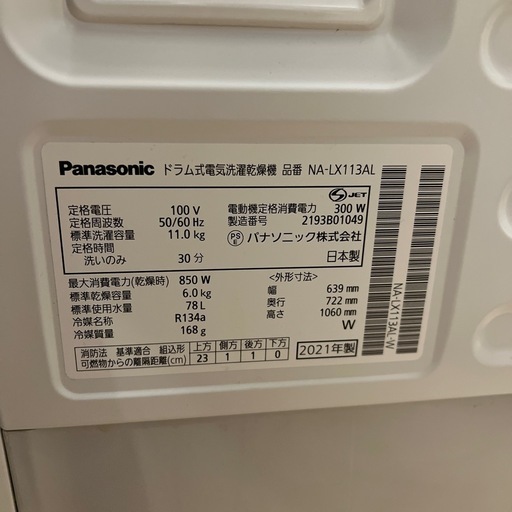 Panasonic ドラム式電気洗濯乾燥機 品番 NA-LX113AL
定格電圧 100 V
定格周波数 50/60 Hz
標準洗濯容量 11.0 kg
定格時間
洗いのみ 30 分
S JET
電動機定格消費電力 300 W
製造番号 2193B01049
PS E パナソニック株式会社
日本製
最大消費電力(乾燥時) 850 W
標準乾燥容量 6.0 kg
標準使用水量 78 L
冷媒名称 R134a
冷媒質量 168 g
<外形寸法>
幅 639 mm
奥行 722 mm
高さ 1060 mm
W
消防法 基準適合 組込形 上方 側方 後方 下方
可燃物からの離隔距離(cm) 23 1 1 0
2021年製
NA-LX113AL-W